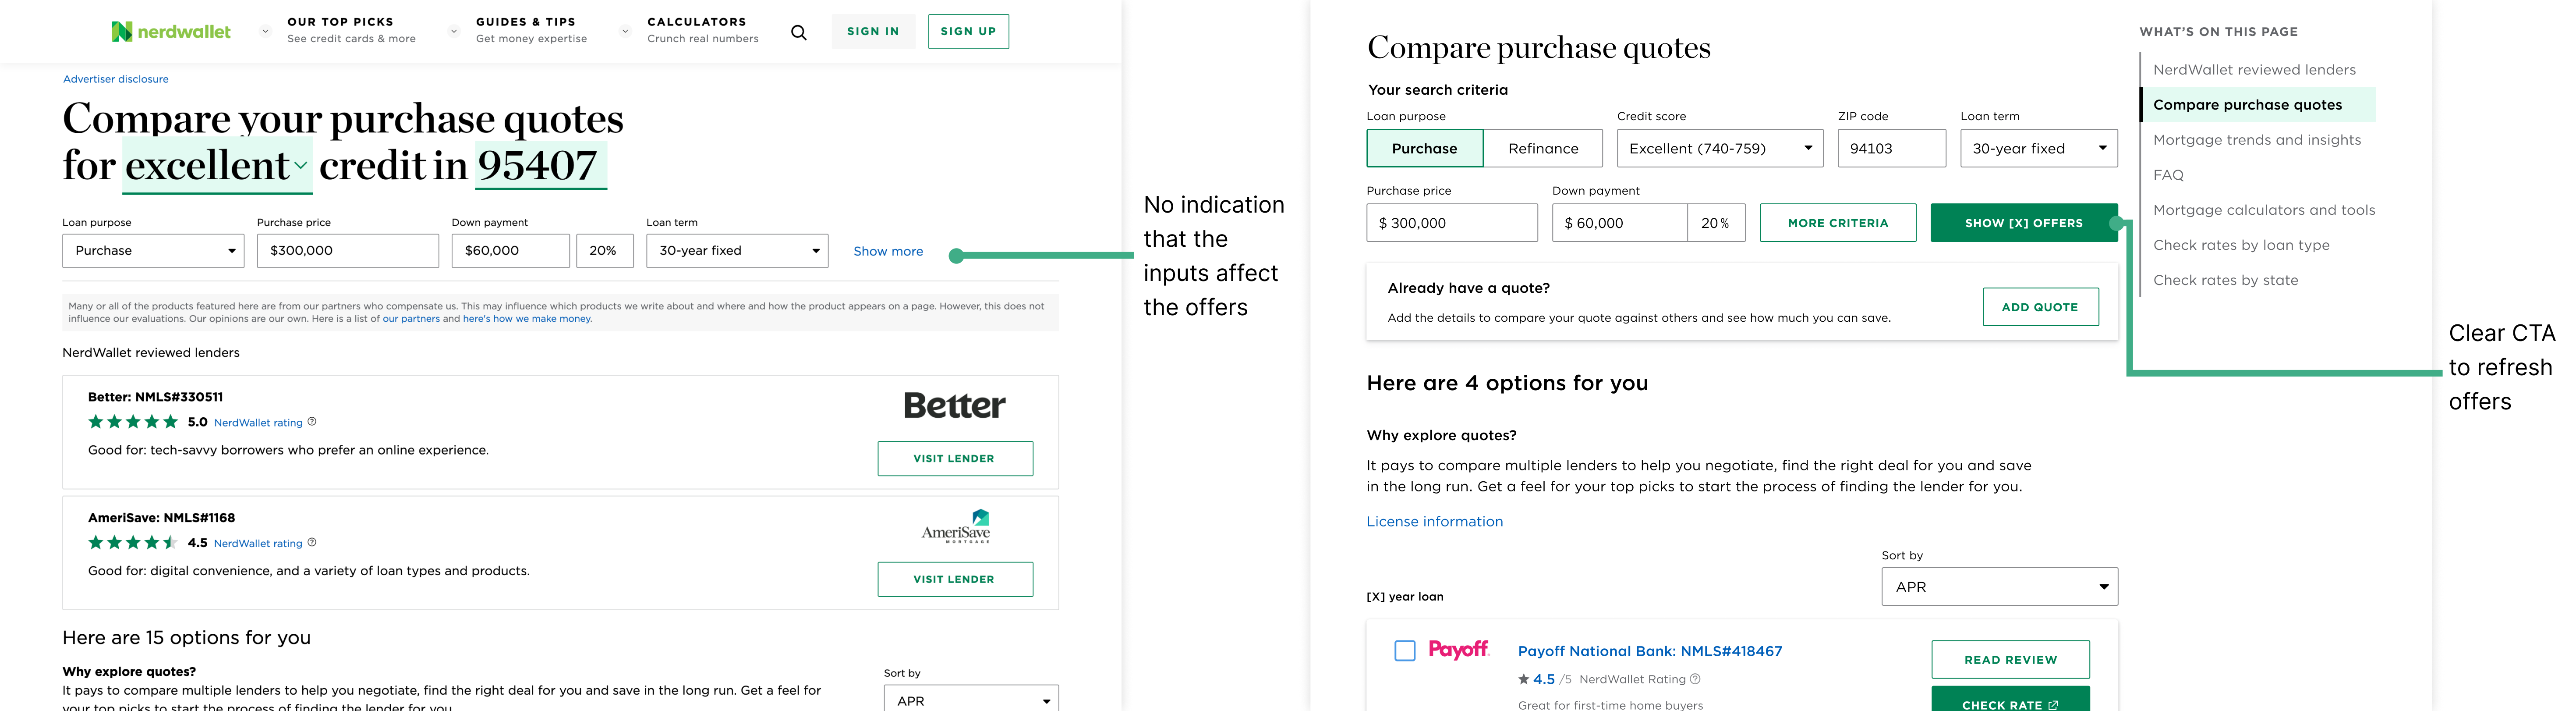 nerdwallet
OUR TOP PICKS
See credit cards & more
GUIDES & TIPS
Get money expertise
CALCULATORS
Crunch real numbers
SIGN IN
SIGN UP
Advertiser disclosure
Compare your purchase quotes
for excellent credit in 95407
Loan purpose
Purchase
Purchase price
$300,000
Down payment
$60,000
20%
Loan term
30-year fixed
Show more
Many or all of the products featured here are from our partners who compensate us. This may influence which products we write about and where and how the product appears on a page. However, this does not
influence our evaluations. Our opinions are our own. Here is a list of our partners and here's how we make money.
NerdWallet reviewed lenders
Better: NMLS#330511
5.0 NerdWallet rating
Good for: tech-savvy borrowers who prefer an online experience.
Better
VISIT LENDER
AmeriSave: NMLS#1168
4.5 NerdWallet rating
Good for: digital convenience, and a variety of loan types and products.
AmeriSave
MORTGAGE
VISIT LENDER
Here are 15 options for you
Why explore quotes?
It pays to compare multiple lenders to help you negotiate, find the right deal for you and save in the long run. Get a feel for
your top picks to start the process of finding the lender for you.
Sort by
APR
No indication
that the
inputs affect
the offers
Compare purchase quotes
Your search criteria
Loan purpose
Purchase
Refinance
Credit score
Excellent (740-759)
ZIP code
94103
Loan term
30-year fixed
Purchase price
$ 300,000
Down payment
$ 60,000
20%
MORE CRITERIA
SHOW [X] OFFERS
Already have a quote?
Add the details to compare your quote against others and see how much you can save.
ADD QUOTE
Here are 4 options for you
Why explore quotes?
It pays to compare multiple lenders to help you negotiate, find the right deal for you and save
in the long run. Get a feel for your top picks to start the process of finding the lender for you.
License information
Sort by
APR
[X] year loan
Payoff
Payoff National Bank: NMLS#418467
4.5 /5 NerdWallet Rating
Great for first-time home buyers
READ REVIEW
CHECK RATE
WHAT'S ON THIS PAGE
NerdWallet reviewed lenders
Compare purchase quotes
Mortgage trends and insights
FAQ
Mortgage calculators and tools
Check rates by loan type
Check rates by state
Clear CTA
to refresh
offers